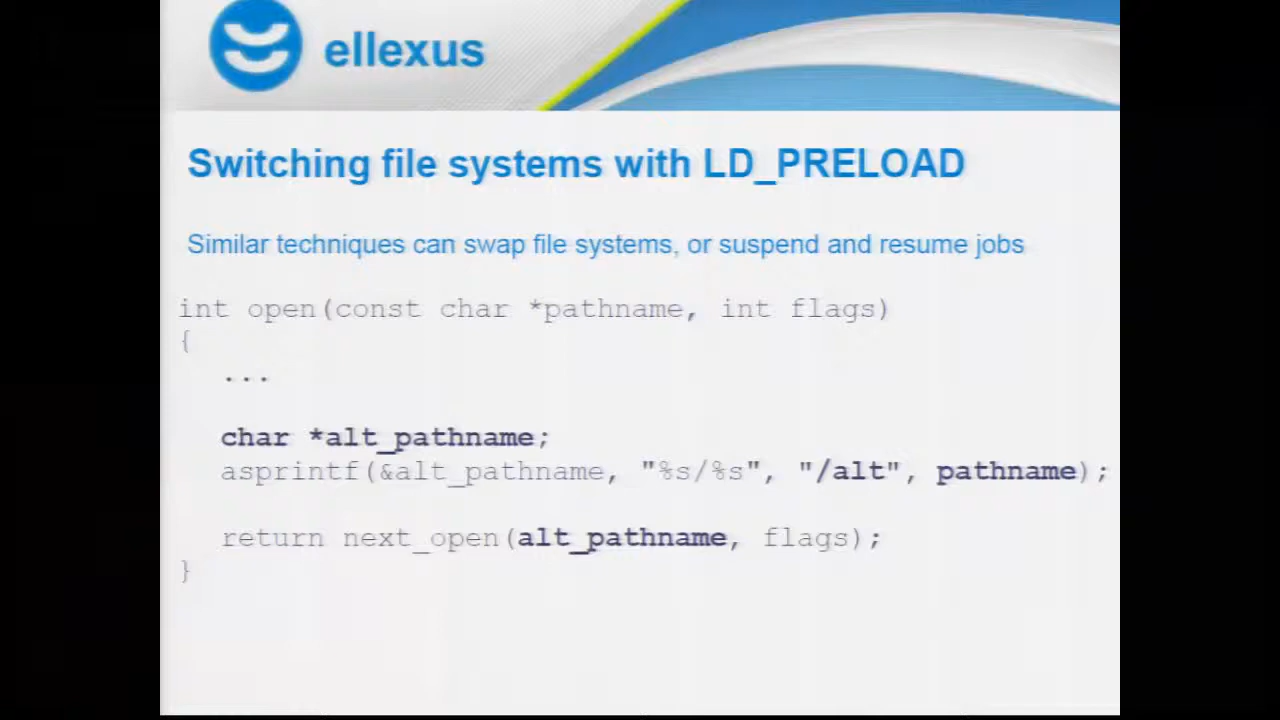 ellexus
Switching file systems with LD_PRELOAD
Similar techniques can swap file systems, or suspend and resume jobs
int open(const char *pathname, int flags)
{
...
char *alt_pathname;
asprintf(&alt_pathname, "%s/%s", "/alt", pathname);
return next_open(alt_pathname, flags);
}